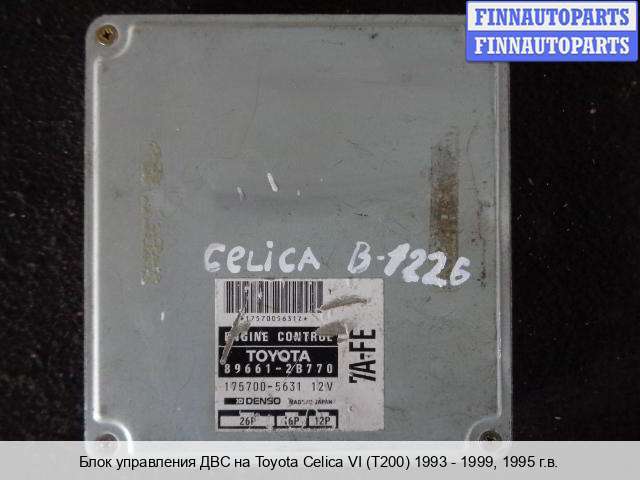 FINNAUTOPARTS
FINNAUTOPARTS
CELICA B-1226
*1757005631Z*
ENGINE CONTROL
TOYOTA
89661-2B770
175700-5631 12V
DENSO MADE IN JAPAN
26P 16P 12P
7A-FE
Блок управления ДВС на Toyota Celica VI (T200) 1993 - 1999, 1995 г.в.